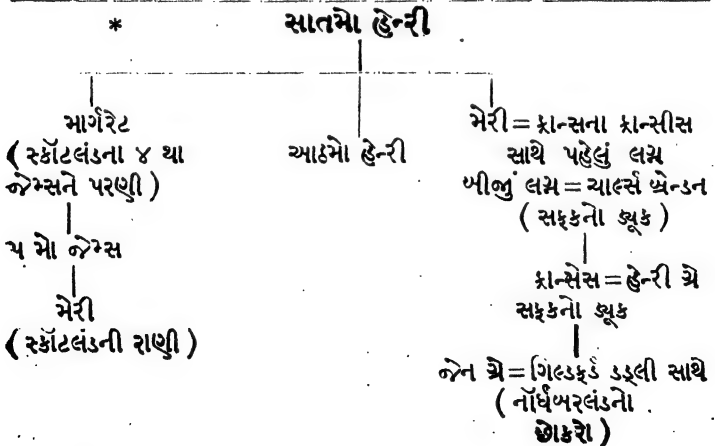 * સાતમો હેન્રી
માર્ગરેટ
(સ્કૉટલંડના ૪ થા
જેમ્સને પરણી)
૫ મો જેમ્સ
મેરી
(સ્કૉટલંડની રાણી)
આઠમો હેન્રી
મેરી = ફ્રાન્સના ફ્રાન્સીસ
સાથે પહેલું લગ્ન
બીજું લગ્ન = ચાર્લ્સ બ્રેન્ડન
(સફકનો ડ્યૂક)
ફ્રાન્સેસ = હેન્રી ગ્રે
સફકનો ડ્યૂક
જેન ગ્રે = ગિલ્ડફર્ડ ડડ્લી સાથે
(નૉર્ધંબરલંડનો
છોકરો)